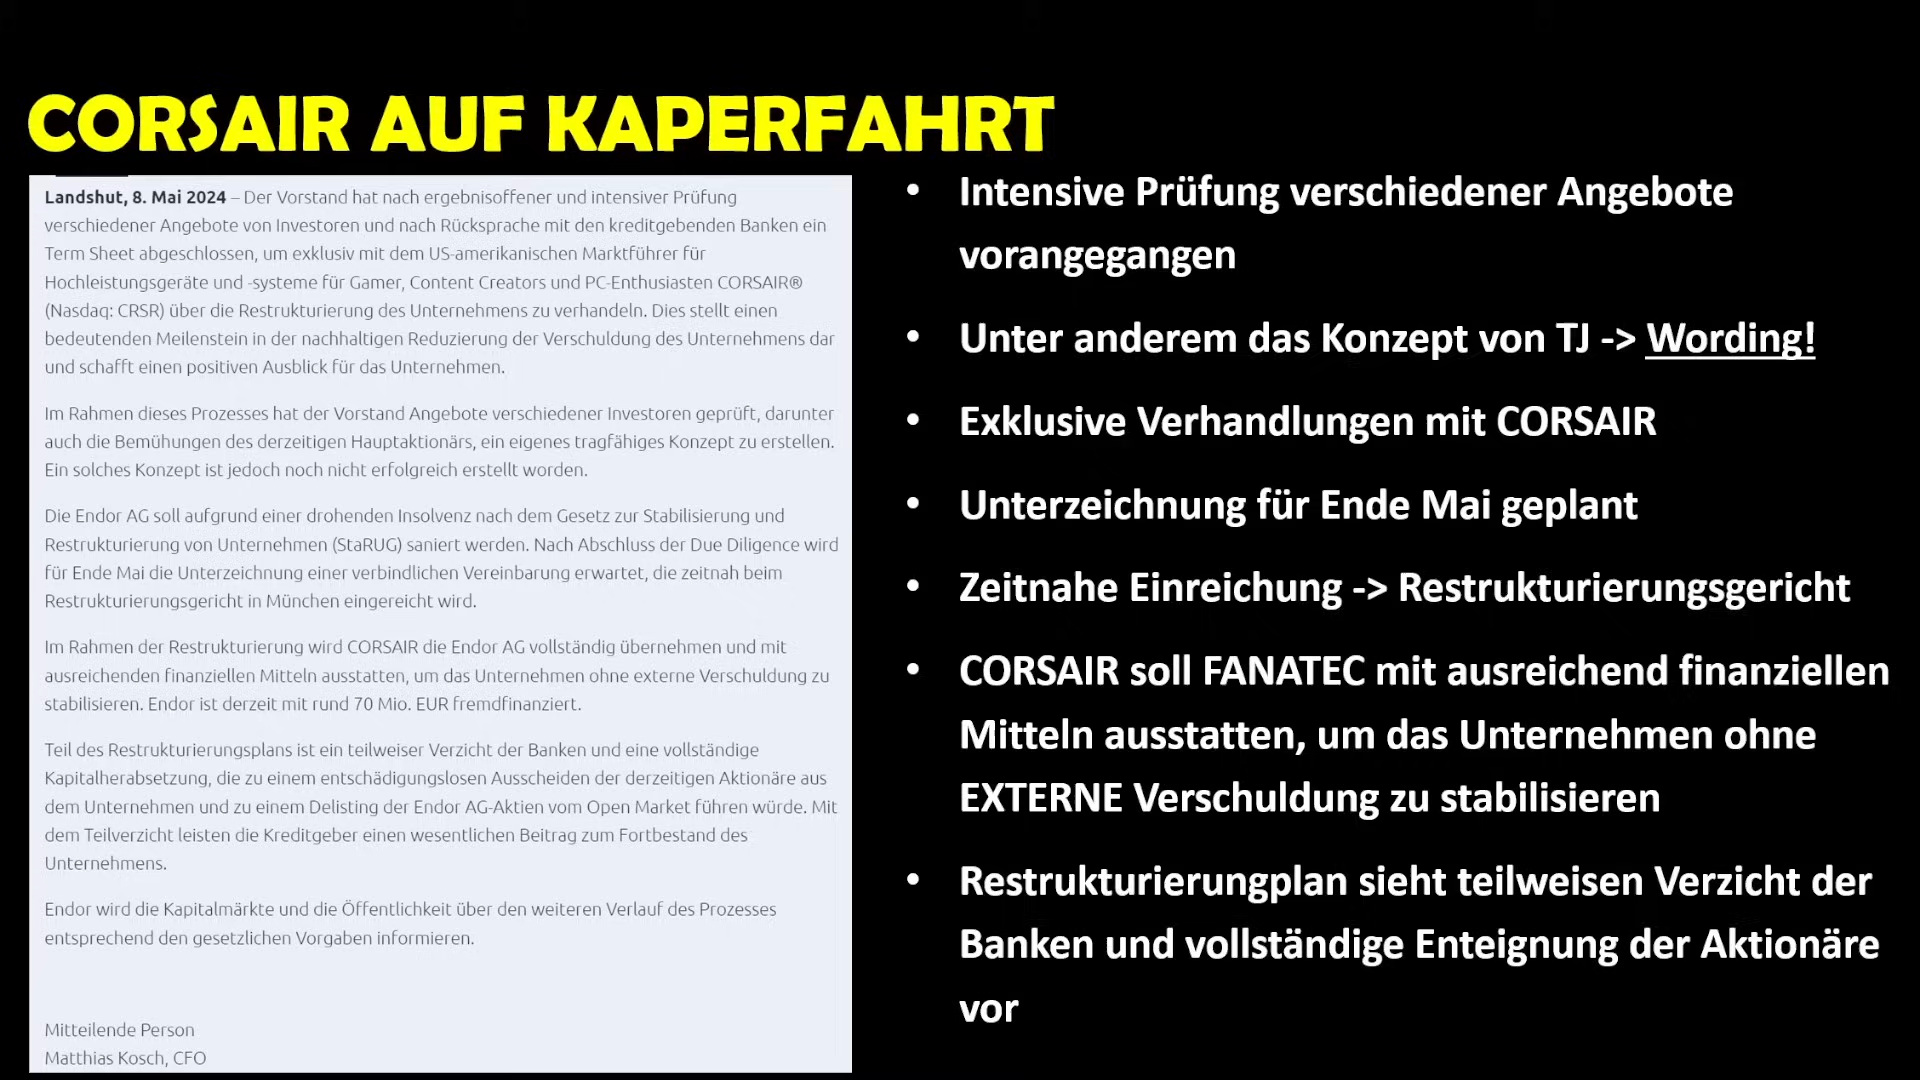 CORSAIR AUF KAPERFAHRT
Landshut, 8. Mai 2024 – Der Vorstand hat nach ergebnisoffener und intensiver Prüfung
verschiedener Angebote von Investoren und nach Rücksprache mit den kreditgebenden Banken ein
Term Sheet abgeschlossen, um exklusiv mit dem US-amerikanischen Marktführer für
Hochleistungsgeräte und -systeme für Gamer, Content Creators und PC-Enthusiasten CORSAIR®
(Nasdaq: CRSR) über die Restrukturierung des Unternehmens zu verhandeln. Dies stellt einen
bedeutenden Meilenstein in der nachhaltigen Reduzierung der Verschuldung des Unternehmens dar
und schafft einen positiven Ausblick für das Unternehmen.
Im Rahmen dieses Prozesses hat der Vorstand Angebote verschiedener Investoren geprüft, darunter
auch die Bemühungen des derzeitigen Hauptaktionärs, ein eigenes tragfähiges Konzept zu erstellen.
Ein solches Konzept ist jedoch noch nicht erfolgreich erstellt worden.
Die Endor AG soll aufgrund einer drohenden Insolvenz nach dem Gesetz zur Stabilisierung und
Restrukturierung von Unternehmen (StaRUG) saniert werden. Nach Abschluss der Due Diligence wird
für Ende Mai die Unterzeichnung einer verbindlichen Vereinbarung erwartet, die zeitnah beim
Restrukturierungsgericht in München eingereicht wird.
Im Rahmen der Restrukturierung wird CORSAIR die Endor AG vollständig übernehmen und mit
ausreichenden finanziellen Mitteln ausstatten, um das Unternehmen ohne externe Verschuldung zu
stabilisieren. Endor ist derzeit mit rund 70 Mio. EUR fremdfinanziert.
Teil des Restrukturierungsplans ist ein teilweiser Verzicht der Banken und eine vollständige
Kapitalherabsetzung, die zu einem entschädigungslosen Ausscheiden der derzeitigen Aktionäre aus
dem Unternehmen und zu einem Delisting der Endor AG-Aktien vom Open Market führen würde. Mit
dem Teilverzicht leisten die Kreditgeber einen wesentlichen Beitrag zum Fortbestand des
Unternehmens.
Endor wird die Kapitalmärkte und die Öffentlichkeit über den weiteren Verlauf des Prozesses
entsprechend den gesetzlichen Vorgaben informieren.
Mitteilende Person
Matthias Kosch, CFO
• Intensive Prüfung verschiedener Angebote
vorangegangen
• Unter anderem das Konzept von TJ -> Wording!
• Exklusive Verhandlungen mit CORSAIR
• Unterzeichnung für Ende Mai geplant
• Zeitnahe Einreichung -> Restrukturierungsgericht
• CORSAIR soll FANATEC mit ausreichend finanziellen
Mitteln ausstatten, um das Unternehmen ohne
EXTERNE Verschuldung zu stabilisieren
• Restrukturierungplan sieht teilweisen Verzicht der
Banken und vollständige Enteignung der Aktionäre
vor